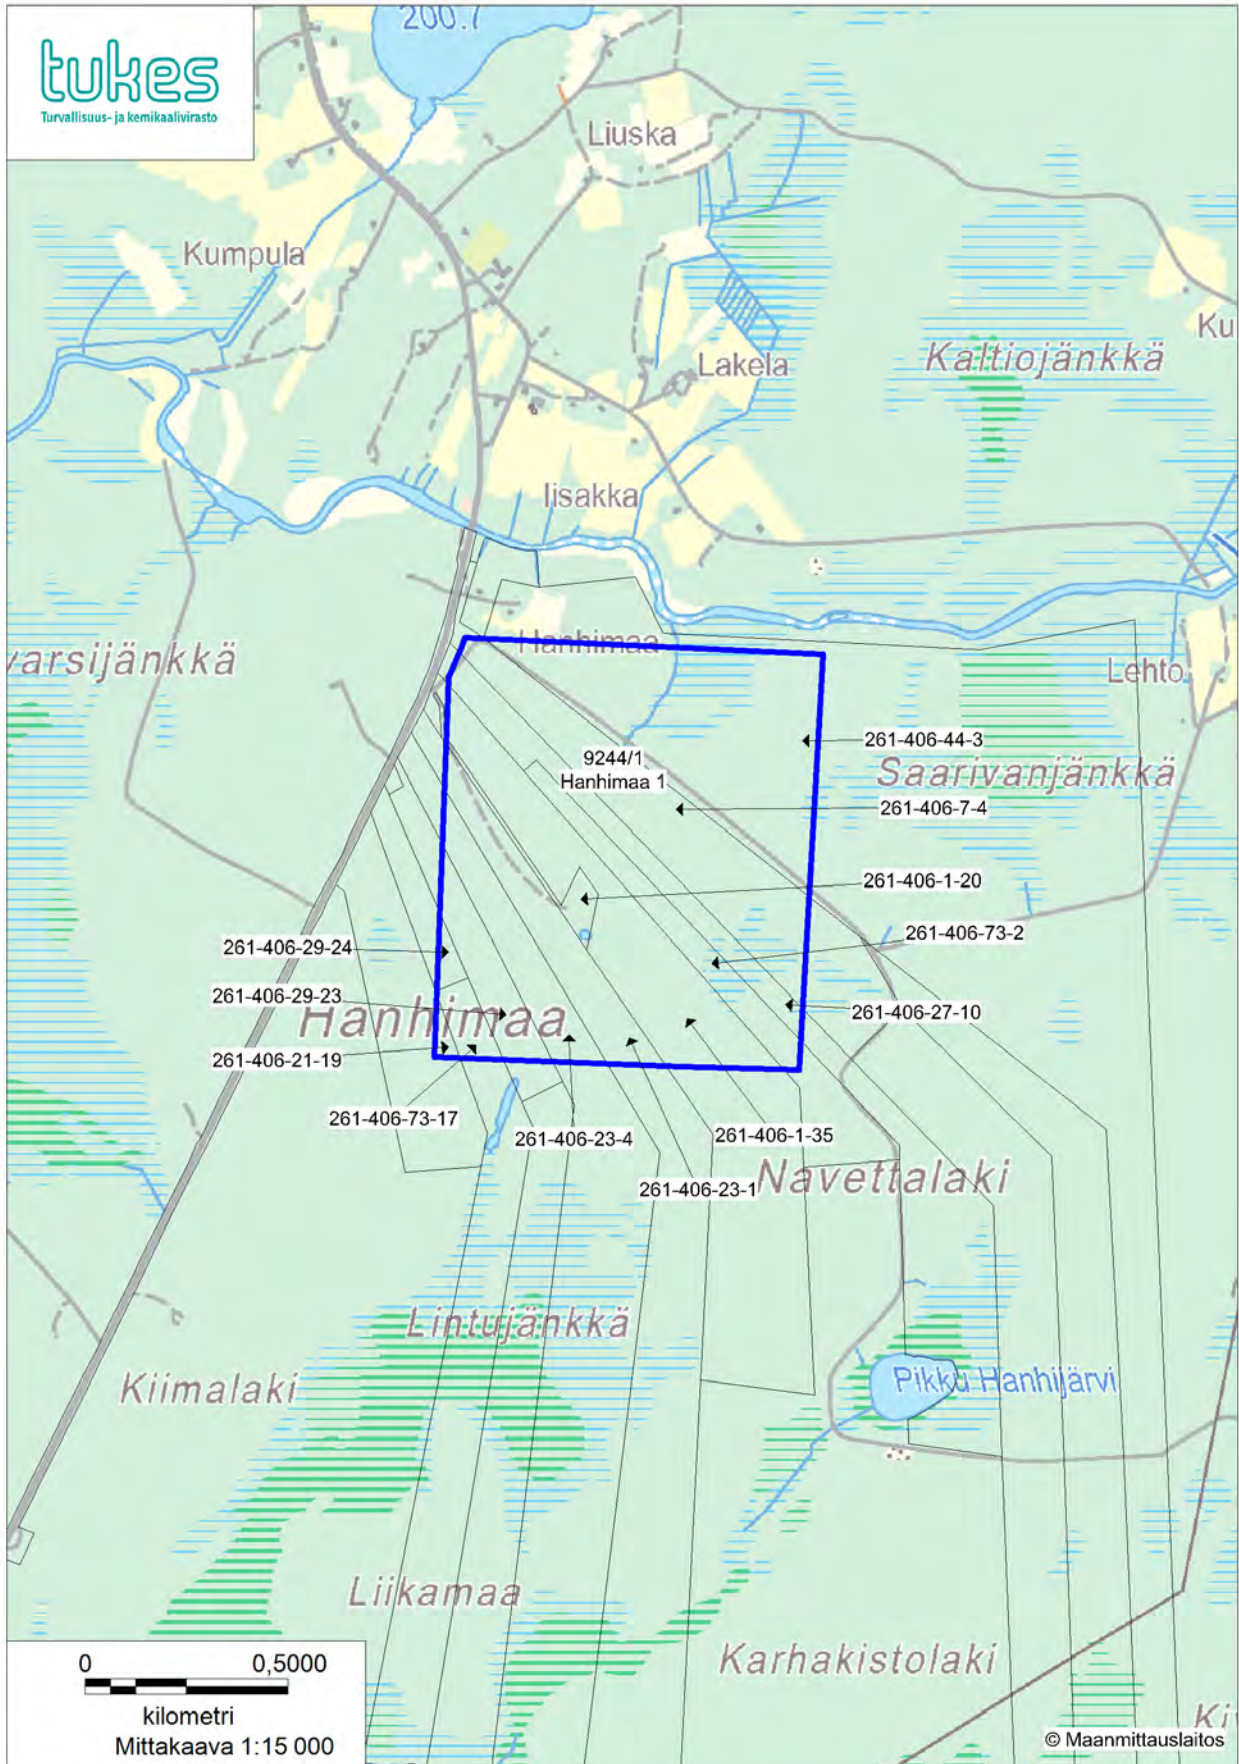 200.7
tukes
Turvallisuus- ja kemikaalivirasto
Liuska
Kumpula
Ku
Kaltiojänkkä
Lakela
Iisakka
Hanhimaa
varsijänkkä
Lehto
261-406-44-3
9244/1
Hanhimaa 1
Saarivanjänkkä
261-406-7-4
261-406-1-20
261-406-73-2
261-406-29-24
261-406-29-23
261-406-27-10
Hanhimaa
261-406-21-19
261-406-73-17
261-406-23-4
261-406-1-35
261-406-23-1
Navettalaki
Lintujänkkä
Kiimalaki
Pikku Hanhijärvi
Liikamaa
Karhakistolaki
0 0,5000
kilometri
Mittakaava 1:15 000
Kiv
© Maanmittauslaitos